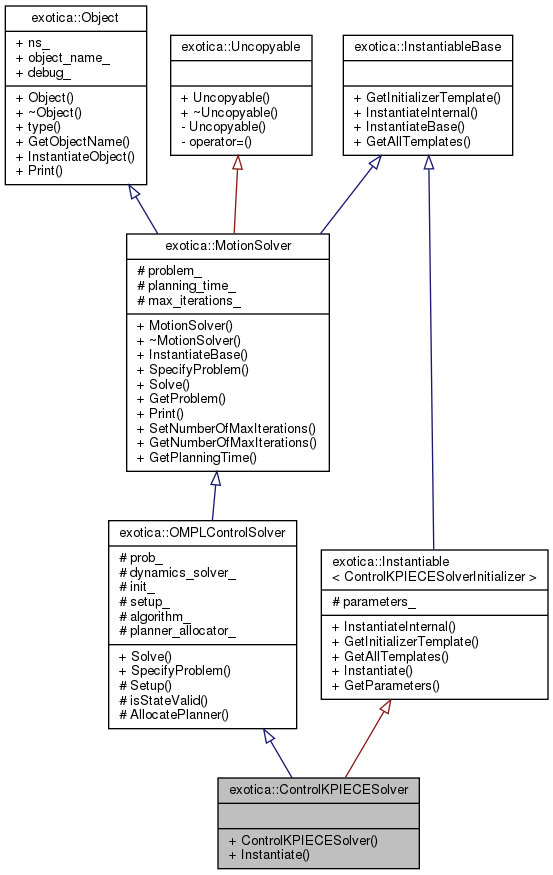 exotica::Object
+ ns_
+ object_name_
+ debug_
+ Object()
+ ~Object()
+ type()
+ GetObjectName()
+ InstantiateObject()
+ Print()
exotica::Uncopyable
+ Uncopyable()
+ ~Uncopyable()
- Uncopyable()
- operator=()
exotica::InstantiableBase
+ GetInitializerTemplate()
+ InstantiateInternal()
+ InstantiateBase()
+ GetAllTemplates()
exotica::MotionSolver
# problem_
# planning_time_
# max_iterations_
+ MotionSolver()
+ ~MotionSolver()
+ InstantiateBase()
+ SpecifyProblem()
+ Solve()
+ GetProblem()
+ Print()
+ SetNumberOfMaxIterations()
+ GetNumberOfMaxIterations()
+ GetPlanningTime()
exotica::OMPLControlSolver
# prob_
# dynamics_solver_
# init_
# setup_
# algorithm_
# planner_allocator_
+ Solve()
+ SpecifyProblem()
# Setup()
# isStateValid()
# AllocatePlanner()
exotica::Instantiable
< ControlKPIECESolverInitializer >
# parameters_
+ InstantiateInternal()
+ GetInitializerTemplate()
+ GetAllTemplates()
+ Instantiate()
+ GetParameters()
exotica::ControlKPIECESolver
+ ControlKPIECESolver()
+ Instantiate()